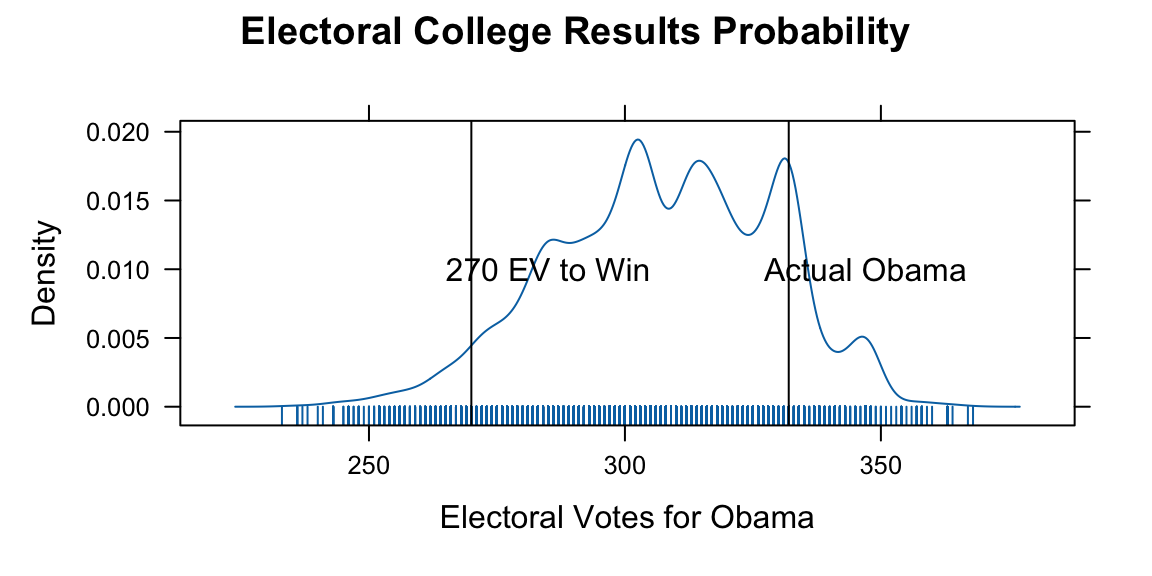 Electoral College Results Probability
0.020
0.015
0.010
0.005
0.000
Density
270 EV to Win
Actual Obama
250
300
350
Electoral Votes for Obama